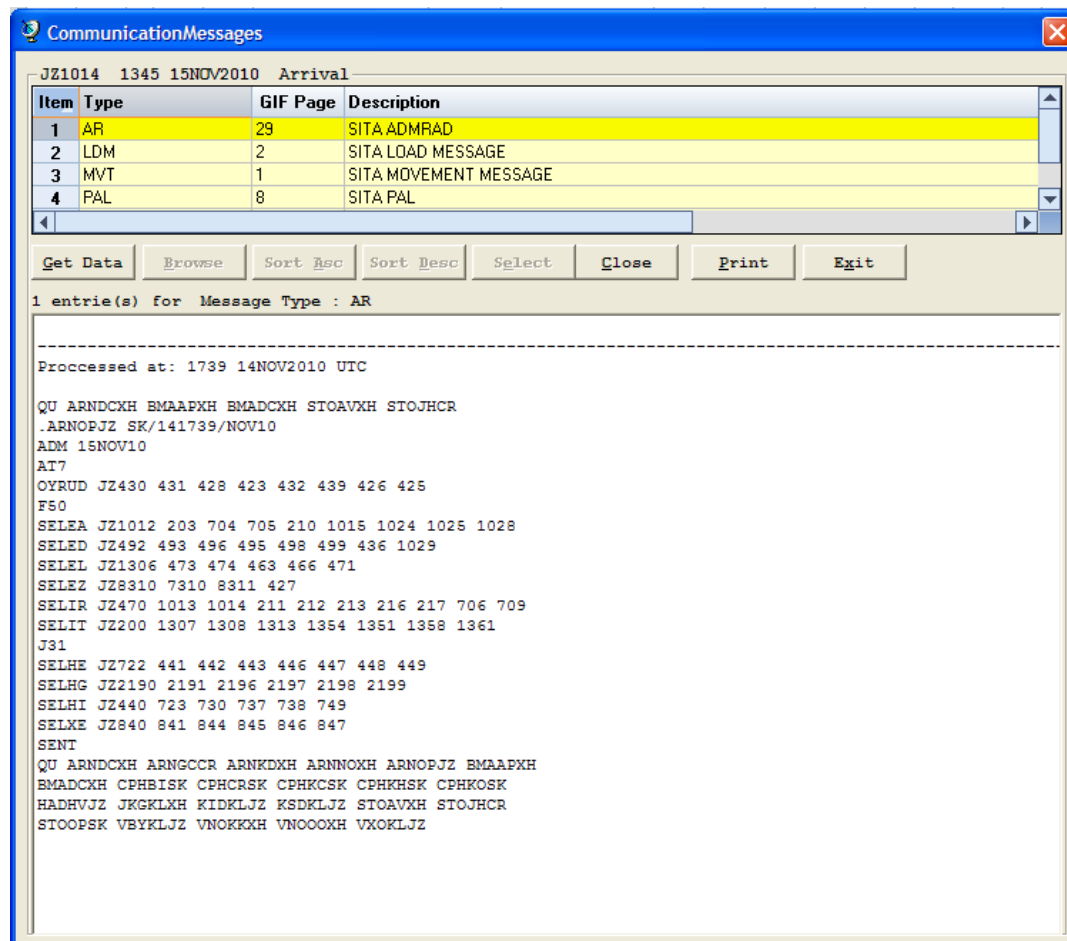 CommunicationMessages
JZ1014 1345 15NOV2010 Arrival
Item Type GIF Page Description
1 AR 29 SITA ADMRAD
2 LDM 2 SITA LOAD MESSAGE
3 MVT 1 SITA MOVEMENT MESSAGE
4 PAL 8 SITA PAL
Get Data Browse Sort Asc Sort Desc Select Close Print Exit
1 entrie(s) for Message Type : AR
Proccessed at: 1739 14NOV2010 UTC
QU ARNDCXH BMAAPXH BMADCXH STOAVXH STOJHCR
.ARNOPJZ SK/141739/NOV10
ADM 15NOV10
AT7
OYRUD JZ430 431 428 423 432 439 426 425
F50
SELEA JZ1012 203 704 705 210 1015 1024 1025 1028
SELED JZ492 493 496 495 498 499 436 1029
SELEL JZ1306 473 474 463 466 471
SELEZ JZ8310 7310 8311 427
SELIR JZ470 1013 1014 211 212 213 216 217 706 709
SELIT JZ200 1307 1308 1313 1354 1351 1358 1361
J31
SELHE JZ722 441 442 443 446 447 448 449
SELHG JZ2190 2191 2196 2197 2198 2199
SELHI JZ440 723 730 737 738 749
SELXE JZ840 841 844 845 846 847
SENT
QU ARNDCXH ARNGCCR ARNKDXH ARNNOXH ARNOPJZ BMAAPXH
BMADCXH CPHBISK CPHCRSK CPHKCSK CPHKHSK CPHKOSK
HADHVJZ JKGKLXH KIDKLJZ KSDKLJZ STOAVXH STOJHCR
STOOPSK VBYKLJZ VNOKKXH VNOOOXH VXOKLJZ